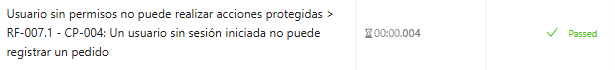 Usuario sin permisos no puede realizar acciones protegidas >
RF-007.1 - CP-004: Un usuario sin sesión iniciada no puede
registrar un pedido
00:00.004
Passed